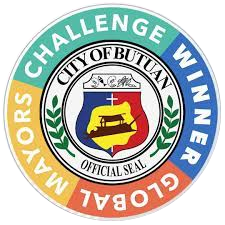 GLOBAL MAYORS CHALLENGE WINNER
CITY OF BUTUAN
OFFICIAL SEAL